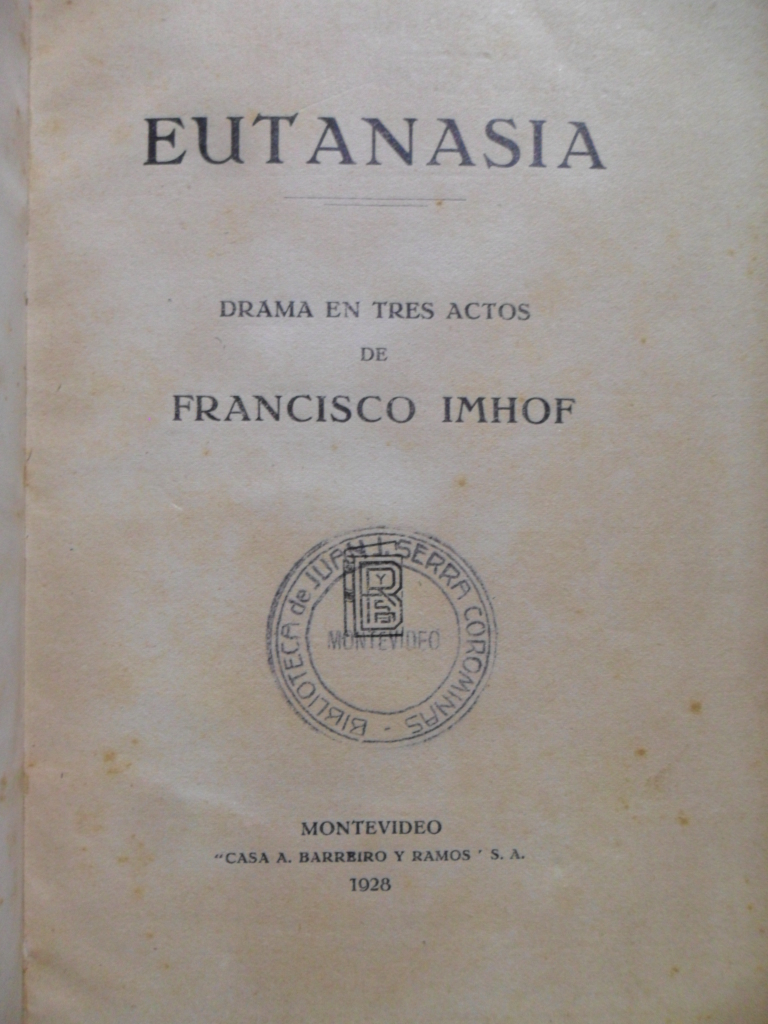 EUTANASIA
DRAMA EN TRES ACTOS
DE
FRANCISCO IMHOF
BIBLIOTECA de JUAN J. SERRA COROMINAS -
B Y R
MONTEVIDEO
MONTEVIDEO
"CASA A. BARREIRO Y RAMOS ' S. A.
1928